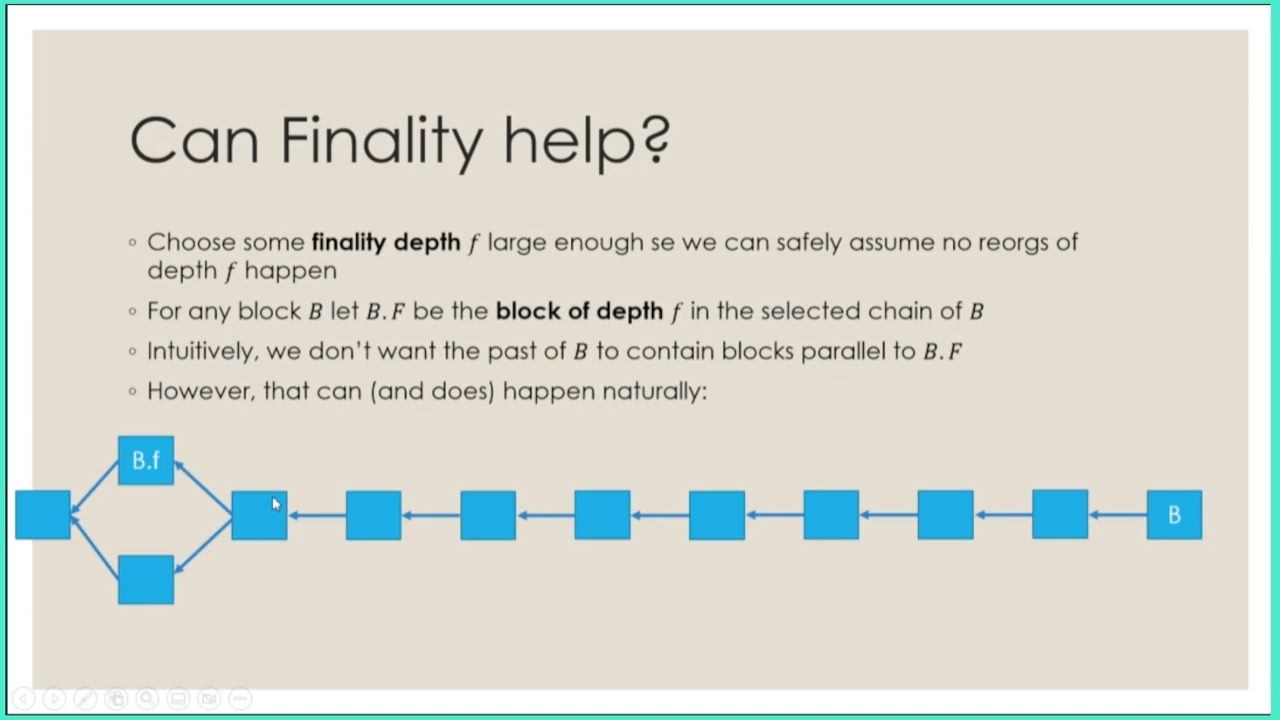 Can Finality help?
◦ Choose some finality depth f large enough se we can safely assume no reorgs of
depth f happen
◦ For any block B let B.F be the block of depth f in the selected chain of B
◦ Intuitively, we don't want the past of B to contain blocks parallel to B.F
◦ However, that can (and does) happen naturally:
B.f
B